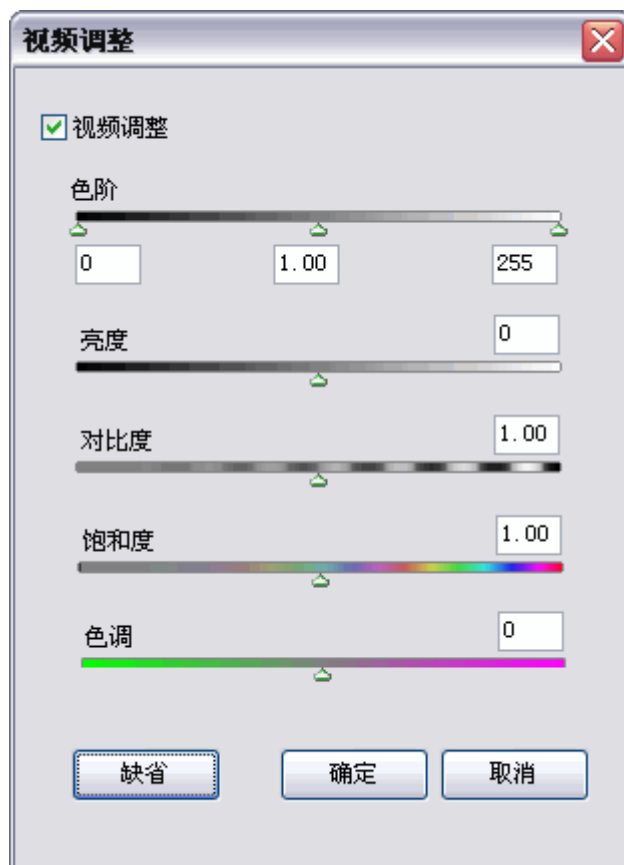 视频调整
视频调整
色阶
0 1.00 255
亮度 0
对比度 1.00
饱和度 1.00
色调 0
缺省 确定 取消